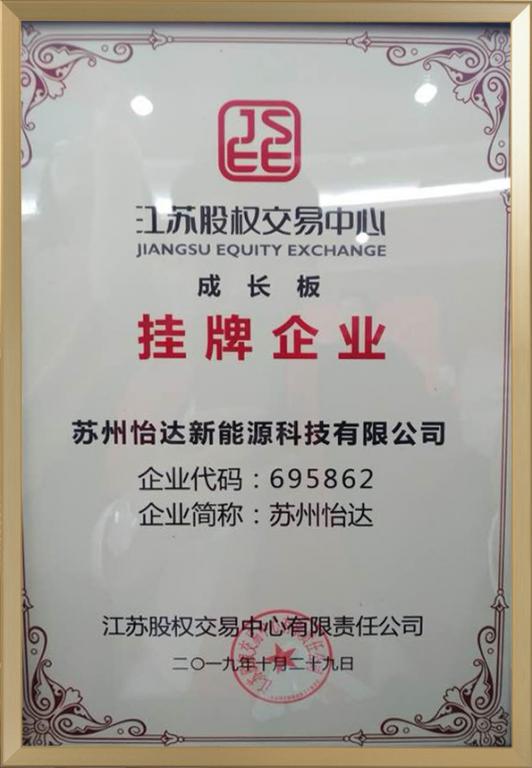 JS
EE
江苏股权交易中心
JIANGSU EQUITY EXCHANGE
成长板
挂牌企业
苏州怡达新能源科技有限公司
企业代码：695862
企业简称：苏州怡达
江苏股权交易中心有限责任公司
二〇一九年十月二十九日